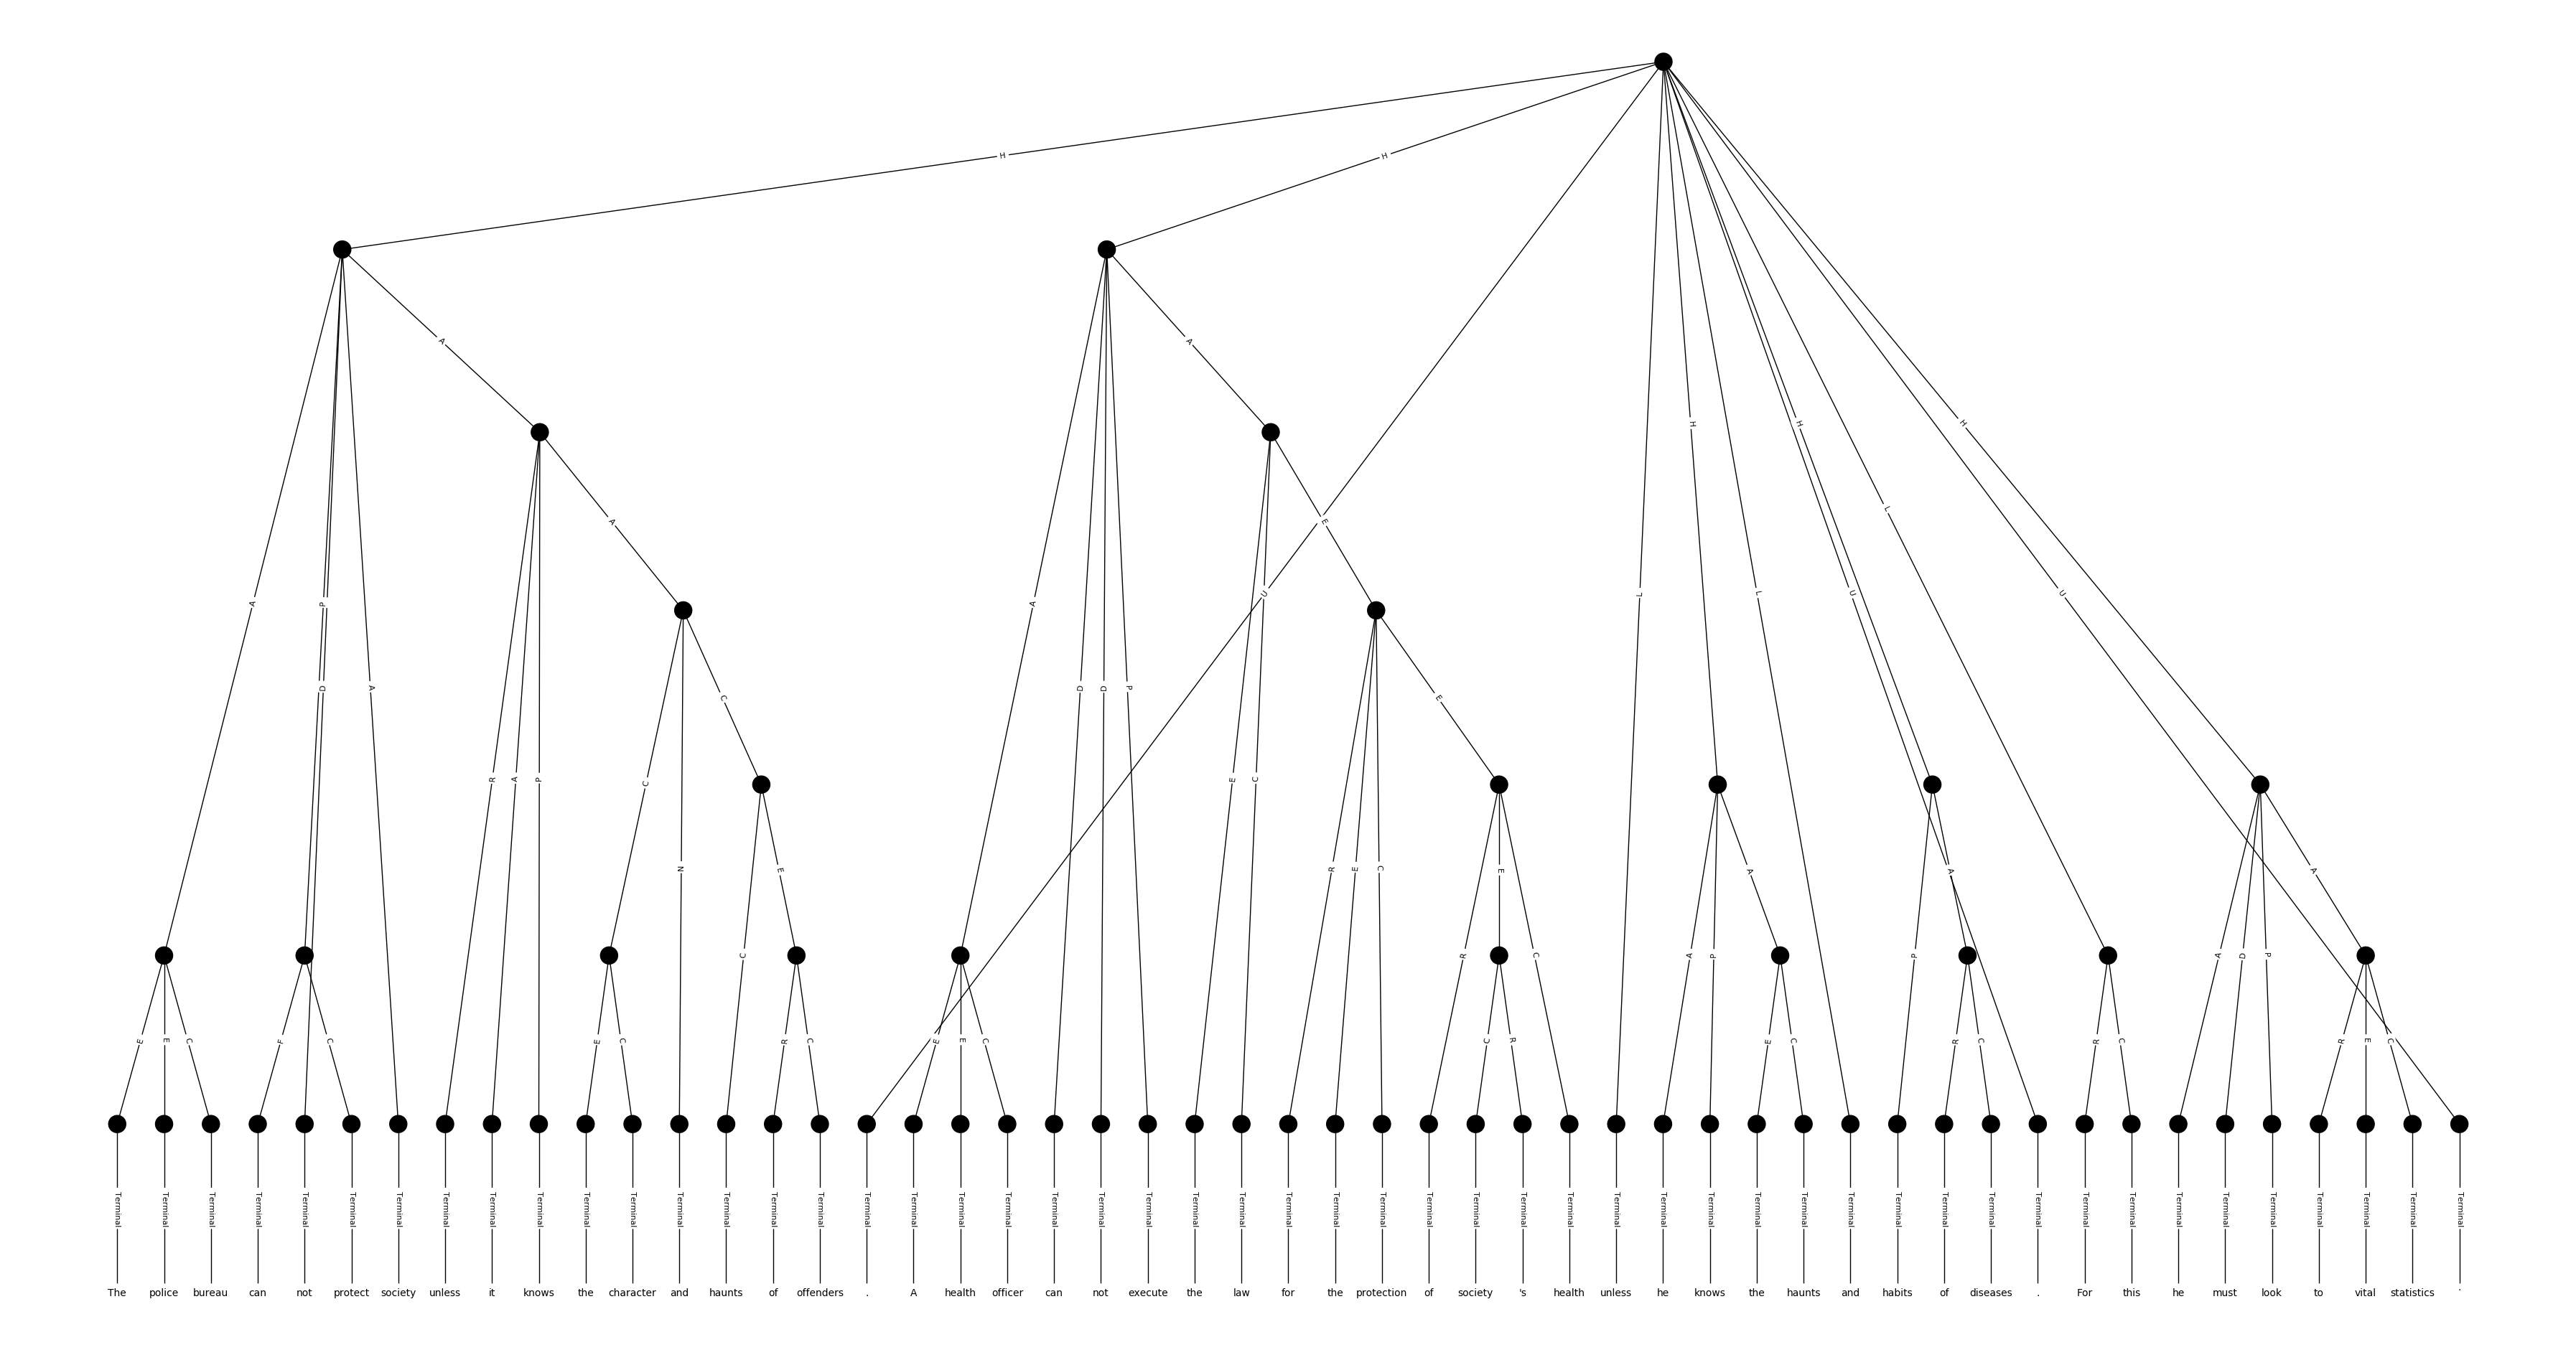 H H
A A
A H H H
E L
A P A U U L L U
D D D P A
C
R A P C E C E
N C E R E C E A A
C R C A P P A D P
E E C F C E C R C E E C C R E C R C R C R E C
Terminal Terminal Terminal Terminal Terminal Terminal Terminal Terminal Terminal Terminal Terminal Terminal Terminal Terminal Terminal Terminal Terminal Terminal Terminal Terminal Terminal Terminal Terminal Terminal Terminal Terminal Terminal Terminal Terminal Terminal Terminal Terminal Terminal Terminal Terminal Terminal Terminal Terminal Terminal Terminal Terminal Terminal Terminal Terminal Terminal Terminal Terminal Terminal Terminal Terminal Terminal
The police bureau can not protect society unless it knows the character and haunts of offenders . A health officer can not execute the law for the protection of society 's health unless he knows the haunts and habits of diseases . For this he must look to vital statistics .